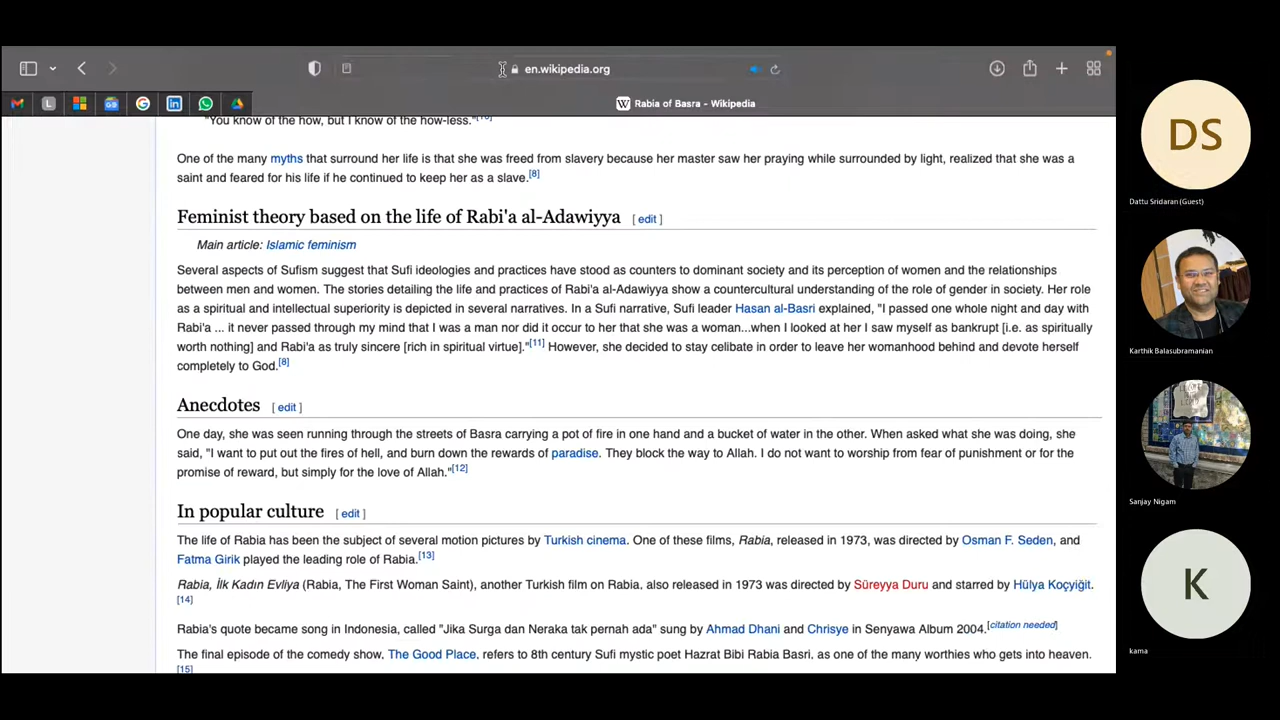 en.wikipedia.org
L
Rabia of Basra - Wikipedia
"You know of the how, but I know of the how-less."[10]
One of the many myths that surround her life is that she was freed from slavery because her master saw her praying while surrounded by light, realized that she was a
saint and feared for his life if he continued to keep her as a slave.[8]
Feminist theory based on the life of Rabi'a al-Adawiyya [ edit ]
Main article: Islamic feminism
Several aspects of Sufism suggest that Sufi ideologies and practices have stood as counters to dominant society and its perception of women and the relationships
between men and women. The stories detailing the life and practices of Rabi'a al-Adawiyya show a countercultural understanding of the role of gender in society. Her role
as a spiritual and intellectual superiority is depicted in several narratives. In a Sufi narrative, Sufi leader Hasan al-Basri explained, "I passed one whole night and day with
Rabi'a ... it never passed through my mind that I was a man nor did it occur to her that she was a woman...when I looked at her I saw myself as bankrupt [i.e. as spiritually
worth nothing] and Rabi'a as truly sincere [rich in spiritual virtue]."[11] However, she decided to stay celibate in order to leave her womanhood behind and devote herself
completely to God.[8]
Anecdotes [ edit ]
One day, she was seen running through the streets of Basra carrying a pot of fire in one hand and a bucket of water in the other. When asked what she was doing, she
said, "I want to put out the fires of hell, and burn down the rewards of paradise. They block the way to Allah. I do not want to worship from fear of punishment or for the
promise of reward, but simply for the love of Allah."[12]
In popular culture [ edit ]
The life of Rabia has been the subject of several motion pictures by Turkish cinema. One of these films, Rabia, released in 1973, was directed by Osman F. Seden, and
Fatma Girik played the leading role of Rabia.[13]
Rabia, İlk Kadın Evliya (Rabia, The First Woman Saint), another Turkish film on Rabia, also released in 1973 was directed by Süreyya Duru and starred by Hülya Koçyiğit.
[14]
Rabia's quote became song in Indonesia, called "Jika Surga dan Neraka tak pernah ada" sung by Ahmad Dhani and Chrisye in Senyawa Album 2004.[citation needed]
The final episode of the comedy show, The Good Place, refers to 8th century Sufi mystic poet Hazrat Bibi Rabia Basri, as one of the many worthies who gets into heaven.
[15]
DS
Dattu Sridaran (Guest)
Karthik Balasubramanian
Sanjay Nigam
K
kama